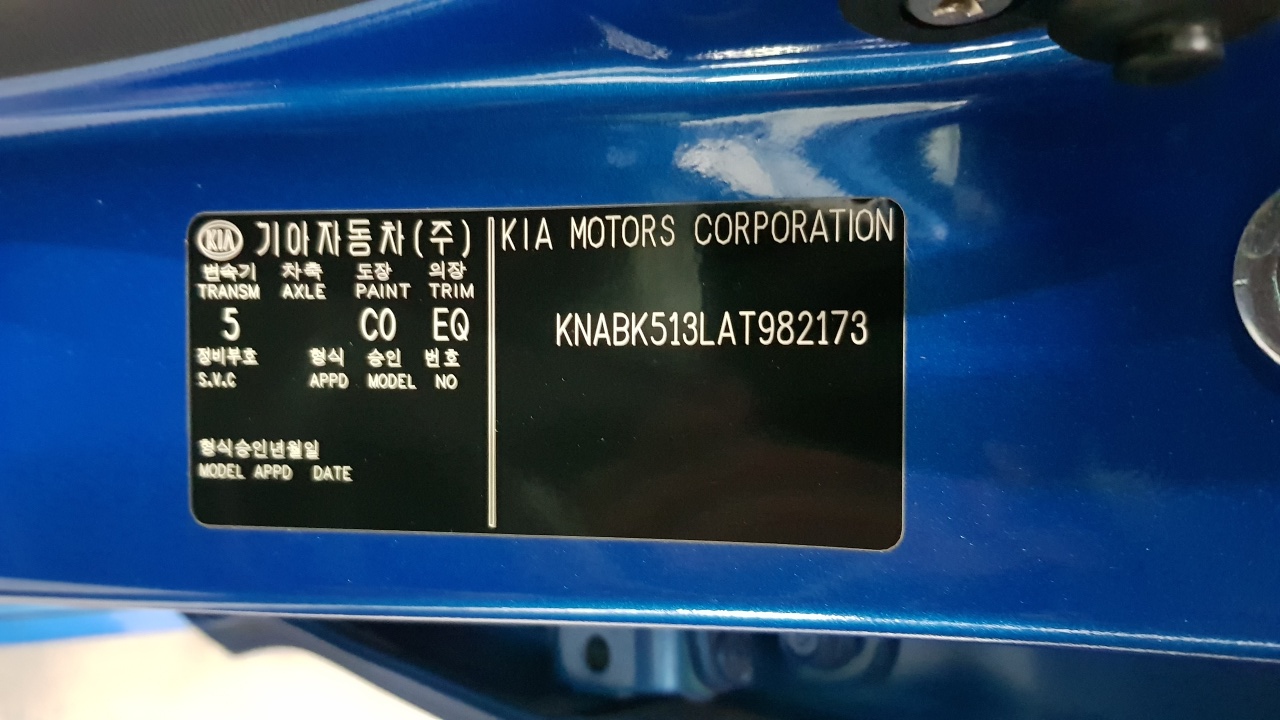 KIA 기아자동차(주)
변속기 차축 도장 의장
TRANSM AXLE PAINT TRIM
5 CO EQ
정비부호 형식 승인 번호
S.V.C APPD MODEL NO
형식승인년월일
MODEL APPD DATE
KIA MOTORS CORPORATION
KNABK513LAT982173